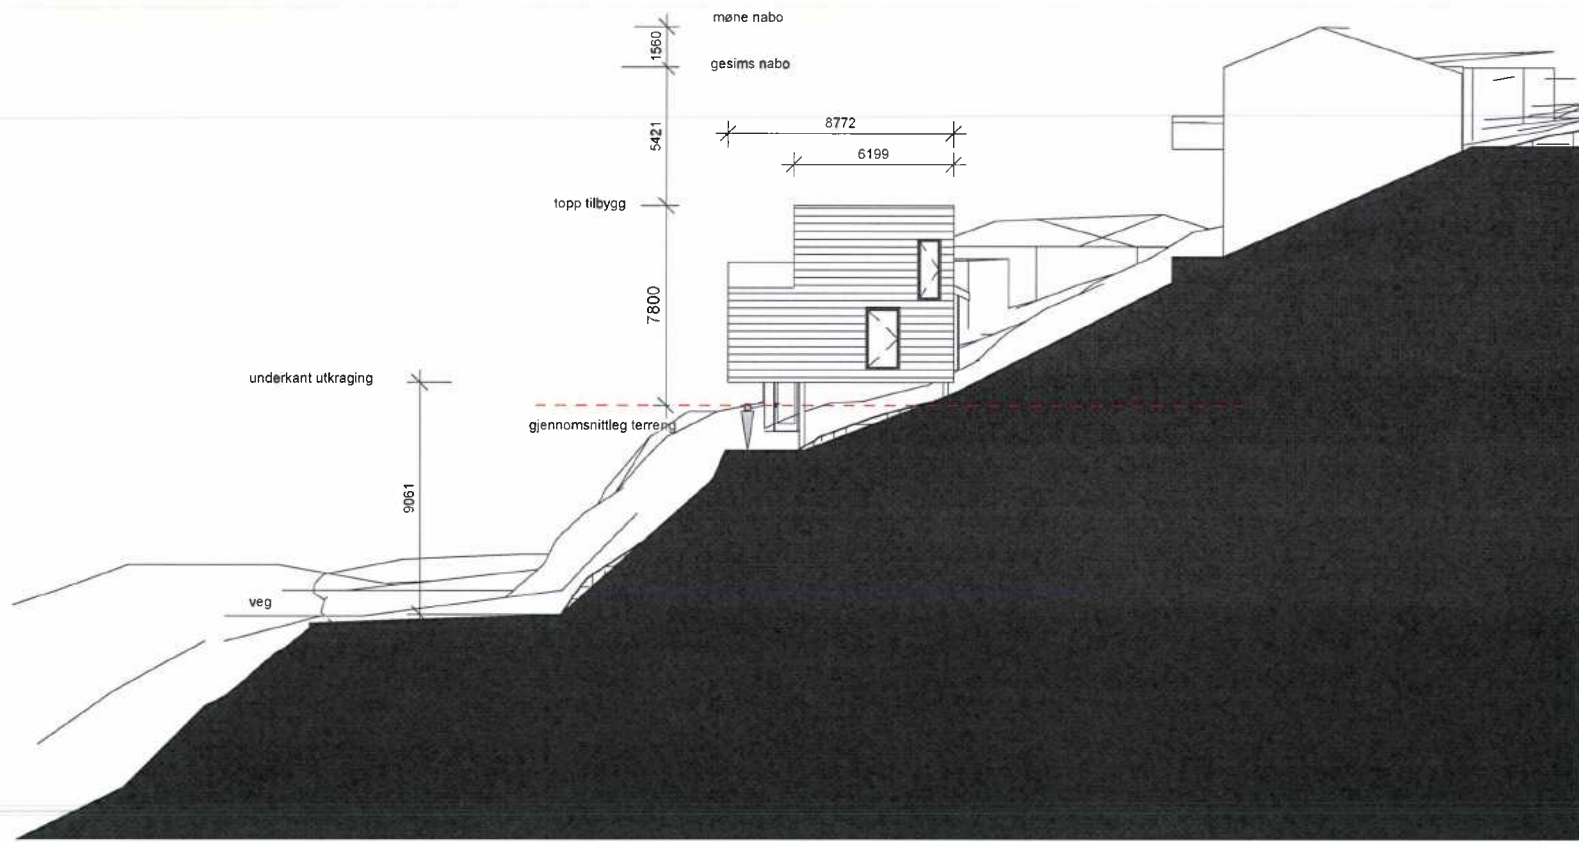 møne nabo
1560
gesims nabo
8772
5421
6199
topp tilbygg
7800
underkant utkraging
gjennomsnittleg terreng
9061
veg